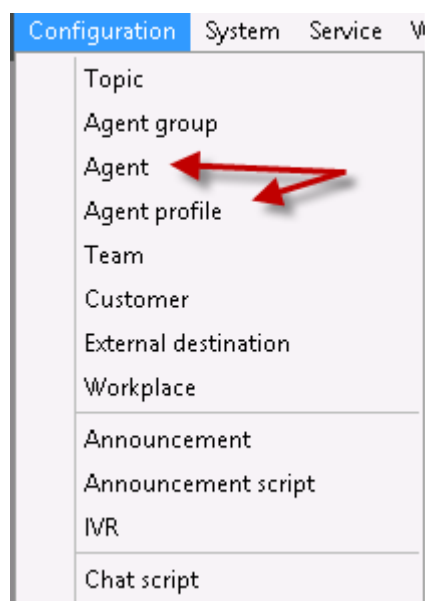 Configuration System Service
Topic
Agent group
Agent
Agent profile
Team
Customer
External destination
Workplace
Announcement
Announcement script
IVR
Chat script